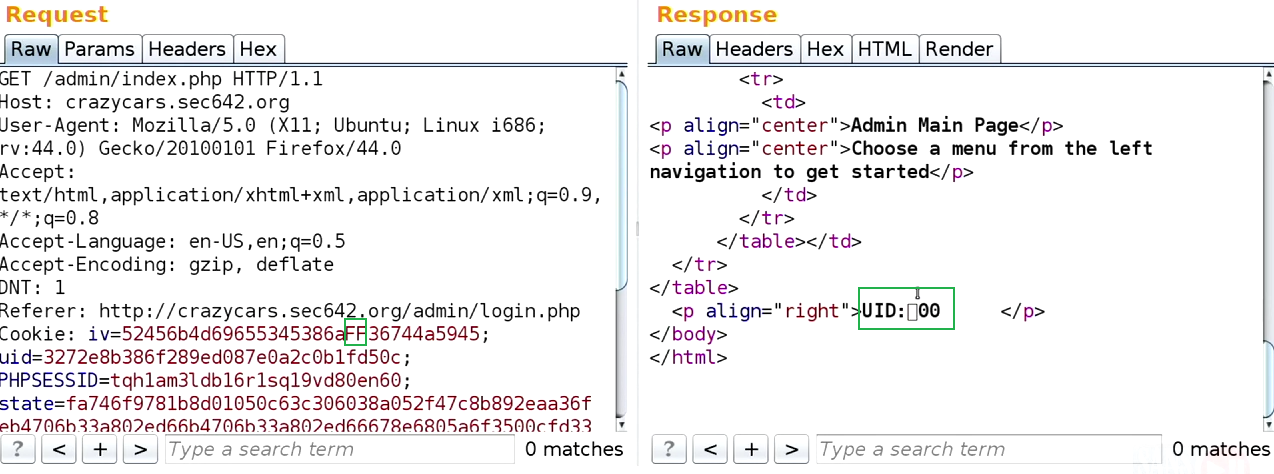 Request
Raw Params Headers Hex
GET /admin/index.php HTTP/1.1
Host: crazycars.sec642.org
User-Agent: Mozilla/5.0 (X11; Ubuntu; Linux i686;
rv:44.0) Gecko/20100101 Firefox/44.0
Accept:
text/html,application/xhtml+xml,application/xml;q=0.9,
*/*;q=0.8
Accept-Language: en-US,en;q=0.5
Accept-Encoding: gzip, deflate
DNT: 1
Referer: http://crazycars.sec642.org/admin/login.php
Cookie: iv=52456b4d69655345386aFF36744a5945;
uid=3272e8b386f289ed087e0a2c0b1fd50c;
PHPSESSID=tqh1am3ldb16r1sq19vd80en60;
state=fa746f9781b8d01050c63c306038a052f47c8b892eaa36f
eb4706b33a802ed66b4706b33a802ed66678e6805a6f3500cfd33
? < + > Type a search term 0 matches
Response
Raw Headers Hex HTML Render
<tr>
<td>
<p align="center">Admin Main Page</p>
<p align="center">Choose a menu from the left
navigation to get started</p>
</td>
</tr>
</table></td>
</tr>
</table>
<p align="right">UID:□00 </p>
</body>
</html>
? < + > Type a search term 0 matches